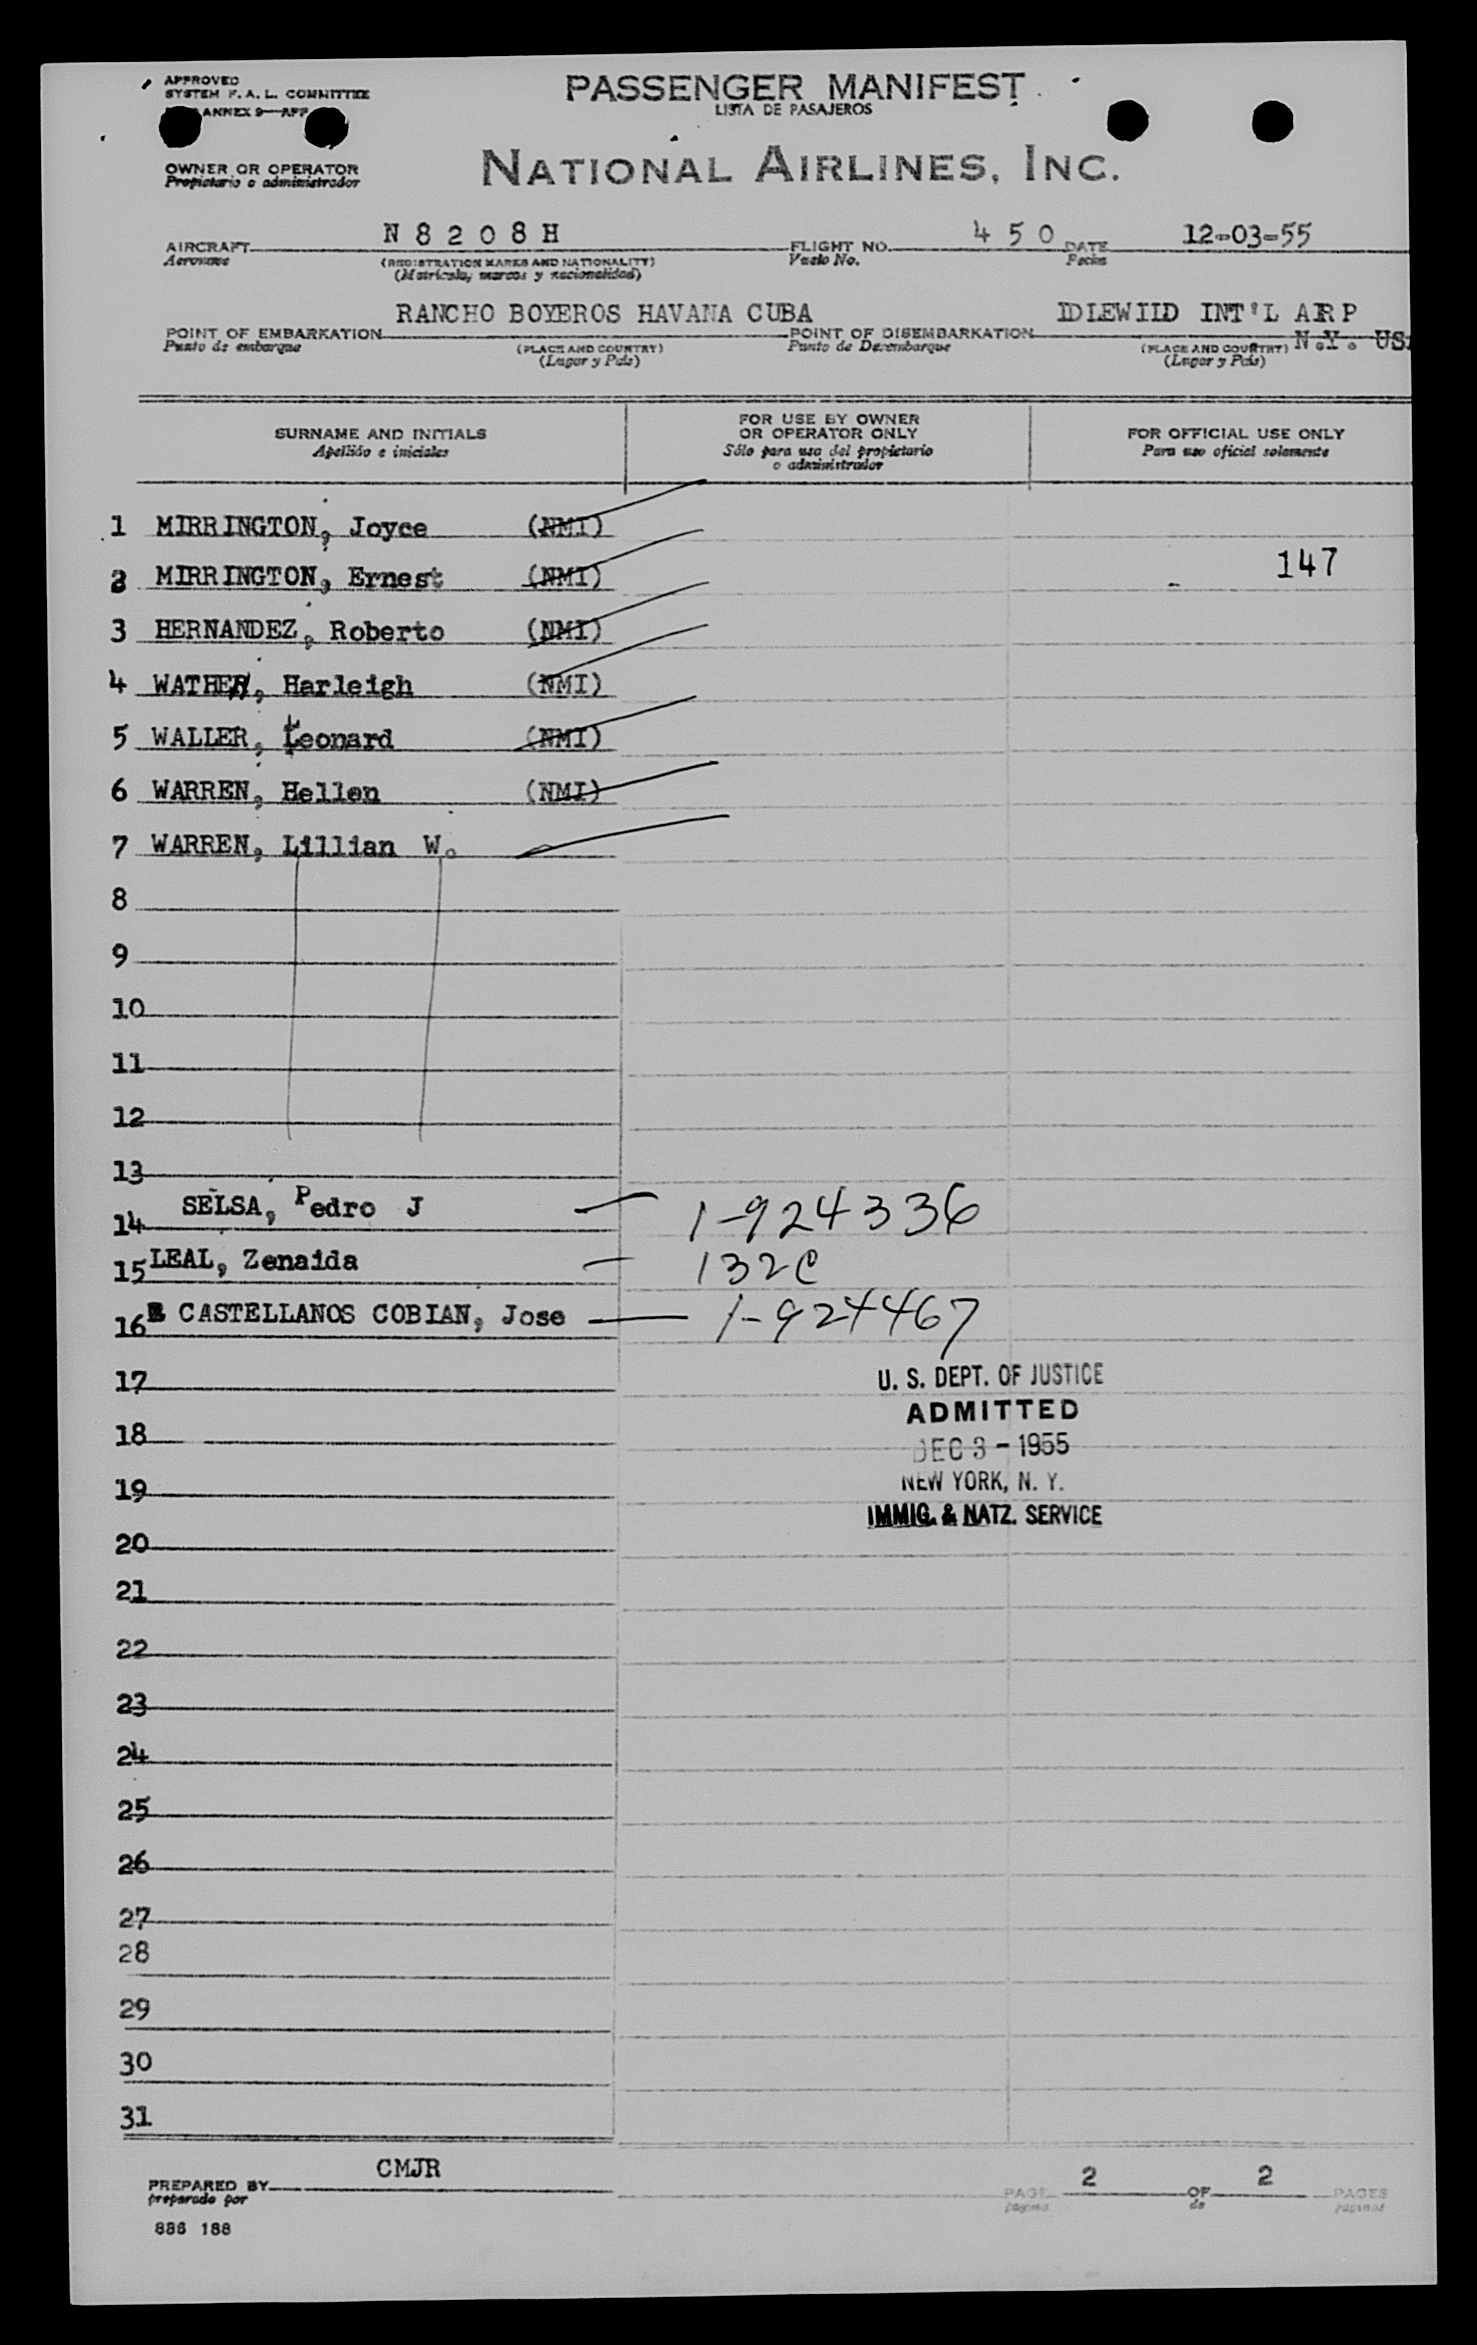 APPROVED
SYSTEM F. A. L. COMMITTEE
ANNEX 9—APP
PASSENGER MANIFEST
LISTA DE PASAJEROS
OWNER OR OPERATOR
Propietario o administrador
NATIONAL AIRLINES, INC.
AIRCRAFT N 8 2 0 8 H FLIGHT NO. 4 5 0 DATE 12-03-55
Aeronave (REGISTRATION MARKS AND NATIONALITY) Vuelo No. Fecha
(Matrícula, marcas y nacionalidad)
RANCHO BOYEROS HAVANA CUBA IDLEWIID INT'L ARP
POINT OF EMBARKATION POINT OF DISEMBARKATION N.Y. US
Punto de embarque (PLACE AND COUNTRY) Punto de Desembarque (PLACE AND COUNTRY)
(Lugar y País) (Lugar y País)
SURNAME AND INITIALS
Apellido e iniciales
FOR USE BY OWNER
OR OPERATOR ONLY
Sólo para uso del propietario
o administrador
FOR OFFICIAL USE ONLY
Para uso oficial solamente
1 MIRRINGTON, Joyce (NMI)
2 MIRRINGTON, Ernest (NMI) 147
3 HERNANDEZ, Roberto (NMI)
4 Harleigh (NMI)
5 WALLER, Leonard (NMI)
6 WARREN, Hellen (NMI)
7 WARREN, Lillian W.
8
9
10
11
12
13
14 SELSA, Pedro J 1-924336
15 LEAL, Zenaida 132C
16 CASTELLANOS COBIAN, Jose 1-924467
17
U. S. DEPT. OF JUSTICE
ADMITTED
18
DEC 3 - 1955
19
NEW YORK, N. Y.
IMMIG. & NATZ. SERVICE
20
21
22
23
24
25
26
27
28
29
30
31
PREPARED BY CMJR PAGE 2 OF 2 PAGES
preparado por página de páginas
886 188